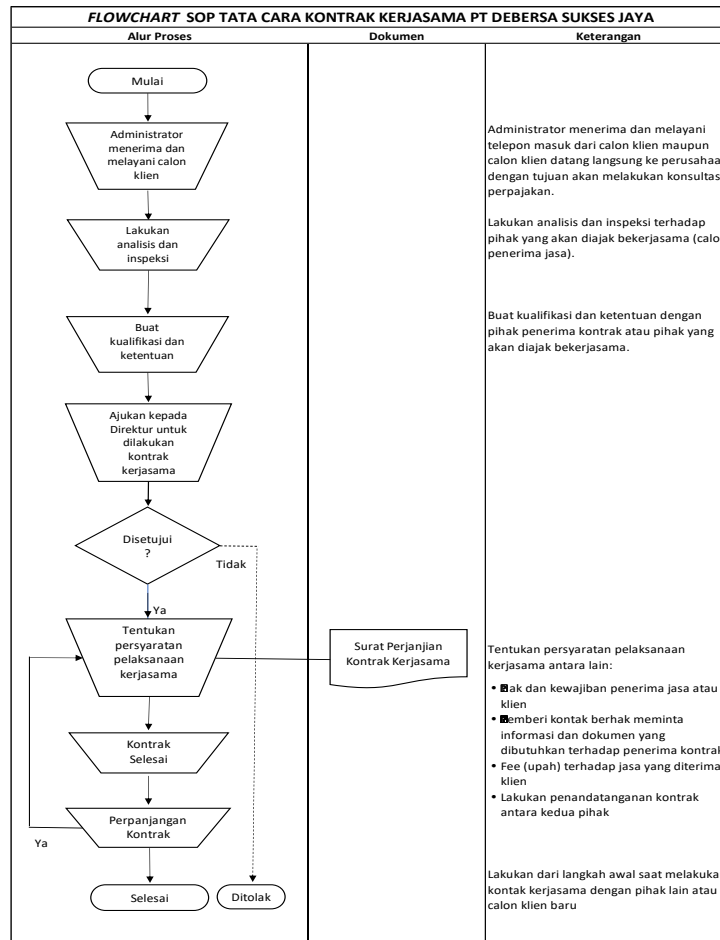 FLOWCHART SOP TATA CARA KONTRAK KERJASAMA PT DEBERSA SUKSES JAYA
Alur Proses
Dokumen
Keterangan
Mulai
Administrator
menerima dan
melayani calon
klien
Administrator menerima dan melayani
telepon masuk dari calon klien maupun
calon klien datang langsung ke perusahaa
dengan tujuan akan melakukan konsultas
perpajakan.
Lakukan
analisis dan
inspeksi
Lakukan analisis dan inspeksi terhadap
pihak yang akan diajak bekerjasama (calo
penerima jasa).
Buat
kualifikasi dan
ketentuan
Buat kualifikasi dan ketentuan dengan
pihak penerima kontrak atau pihak yang
akan diajak bekerjasama.
Ajukan kepada
Direktur untuk
dilakukan
kontrak
kerjasama
Disetujui
?
Tidak
Ya
Tentukan
persyaratan
pelaksanaan
kerjasama
Surat Perjanjian
Kontrak Kerjasama
Tentukan persyaratan pelaksanaan
kerjasama antara lain:
• ak dan kewajiban penerima jasa atau
klien
• emberi kontak berhak meminta
informasi dan dokumen yang
dibutuhkan terhadap penerima kontrak
• Fee (upah) terhadap jasa yang diterima
klien
• Lakukan penandatanganan kontrak
antara kedua pihak
Kontrak
Selesai
Perpanjangan
Kontrak
Ya
Selesai
Ditolak
Lakukan dari langkah awal saat melakuka
kontak kerjasama dengan pihak lain atau
calon klien baru